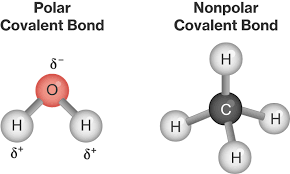 Polar
Covalent Bond
δ⁻
O
H
H
δ⁺
δ⁺
Nonpolar
Covalent Bond
H
C
H
H
H